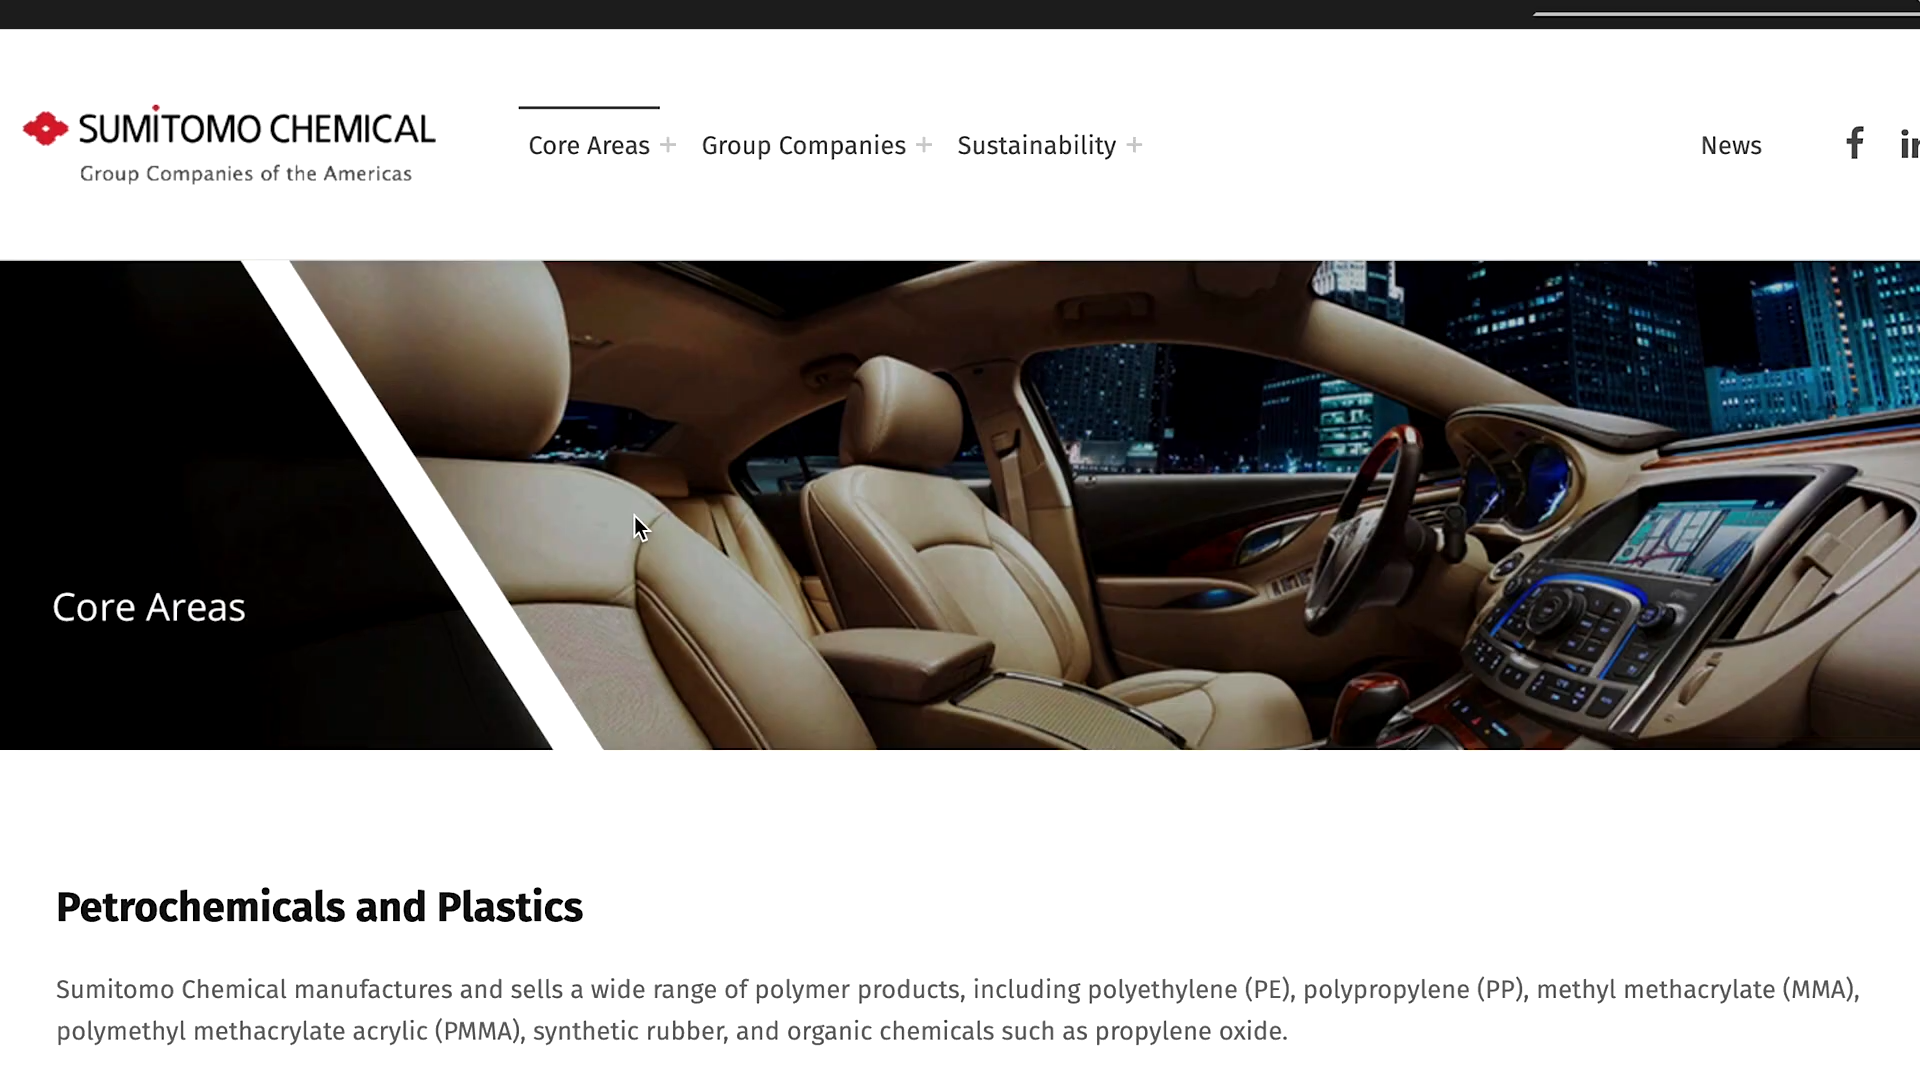 SUMITOMO CHEMICAL
Group Companies of the Americas
Core Areas + Group Companies + Sustainability +
News
Core Areas
Petrochemicals and Plastics
Sumitomo Chemical manufactures and sells a wide range of polymer products, including polyethylene (PE), polypropylene (PP), methyl methacrylate (MMA),
polymethyl methacrylate acrylic (PMMA), synthetic rubber, and organic chemicals such as propylene oxide.